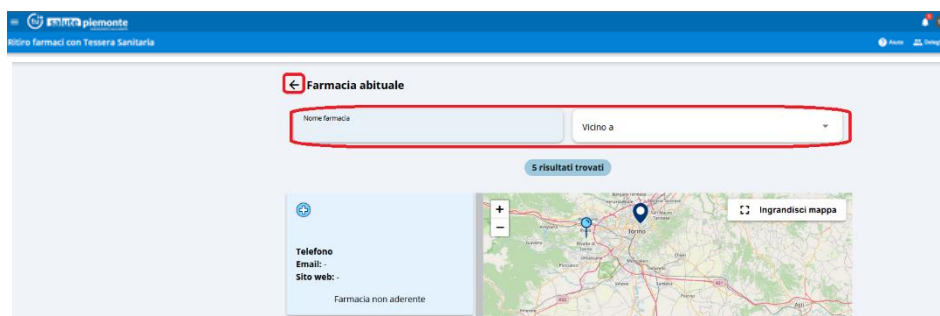 salute piemonte
Ritiro farmaci con Tessera Sanitaria
Aiuto
← Farmacia abituale
Nome farmacia
Vicino a
5 risultati trovati
Telefono
Email: -
Sito web: -
Farmacia non aderente
+
−
Ingrandisci mappa
Torino
Asti